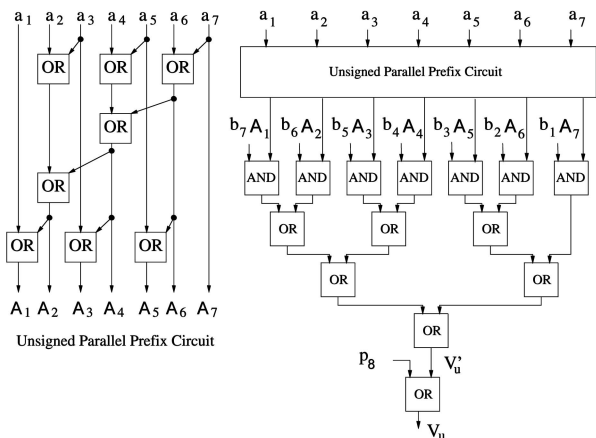 a1 a2 a3 a4 a5 a6 a7
OR OR OR
OR
OR
OR OR OR
A1 A2 A3 A4 A5 A6 A7
Unsigned Parallel Prefix Circuit
a1 a2 a3 a4 a5 a6 a7
Unsigned Parallel Prefix Circuit
b7 A1 b6 A2 b5 A3 b4 A4 b3 A5 b2 A6 b1 A7
AND AND AND AND AND AND AND
OR OR OR
OR OR
OR
p8 Vu'
OR
Vu